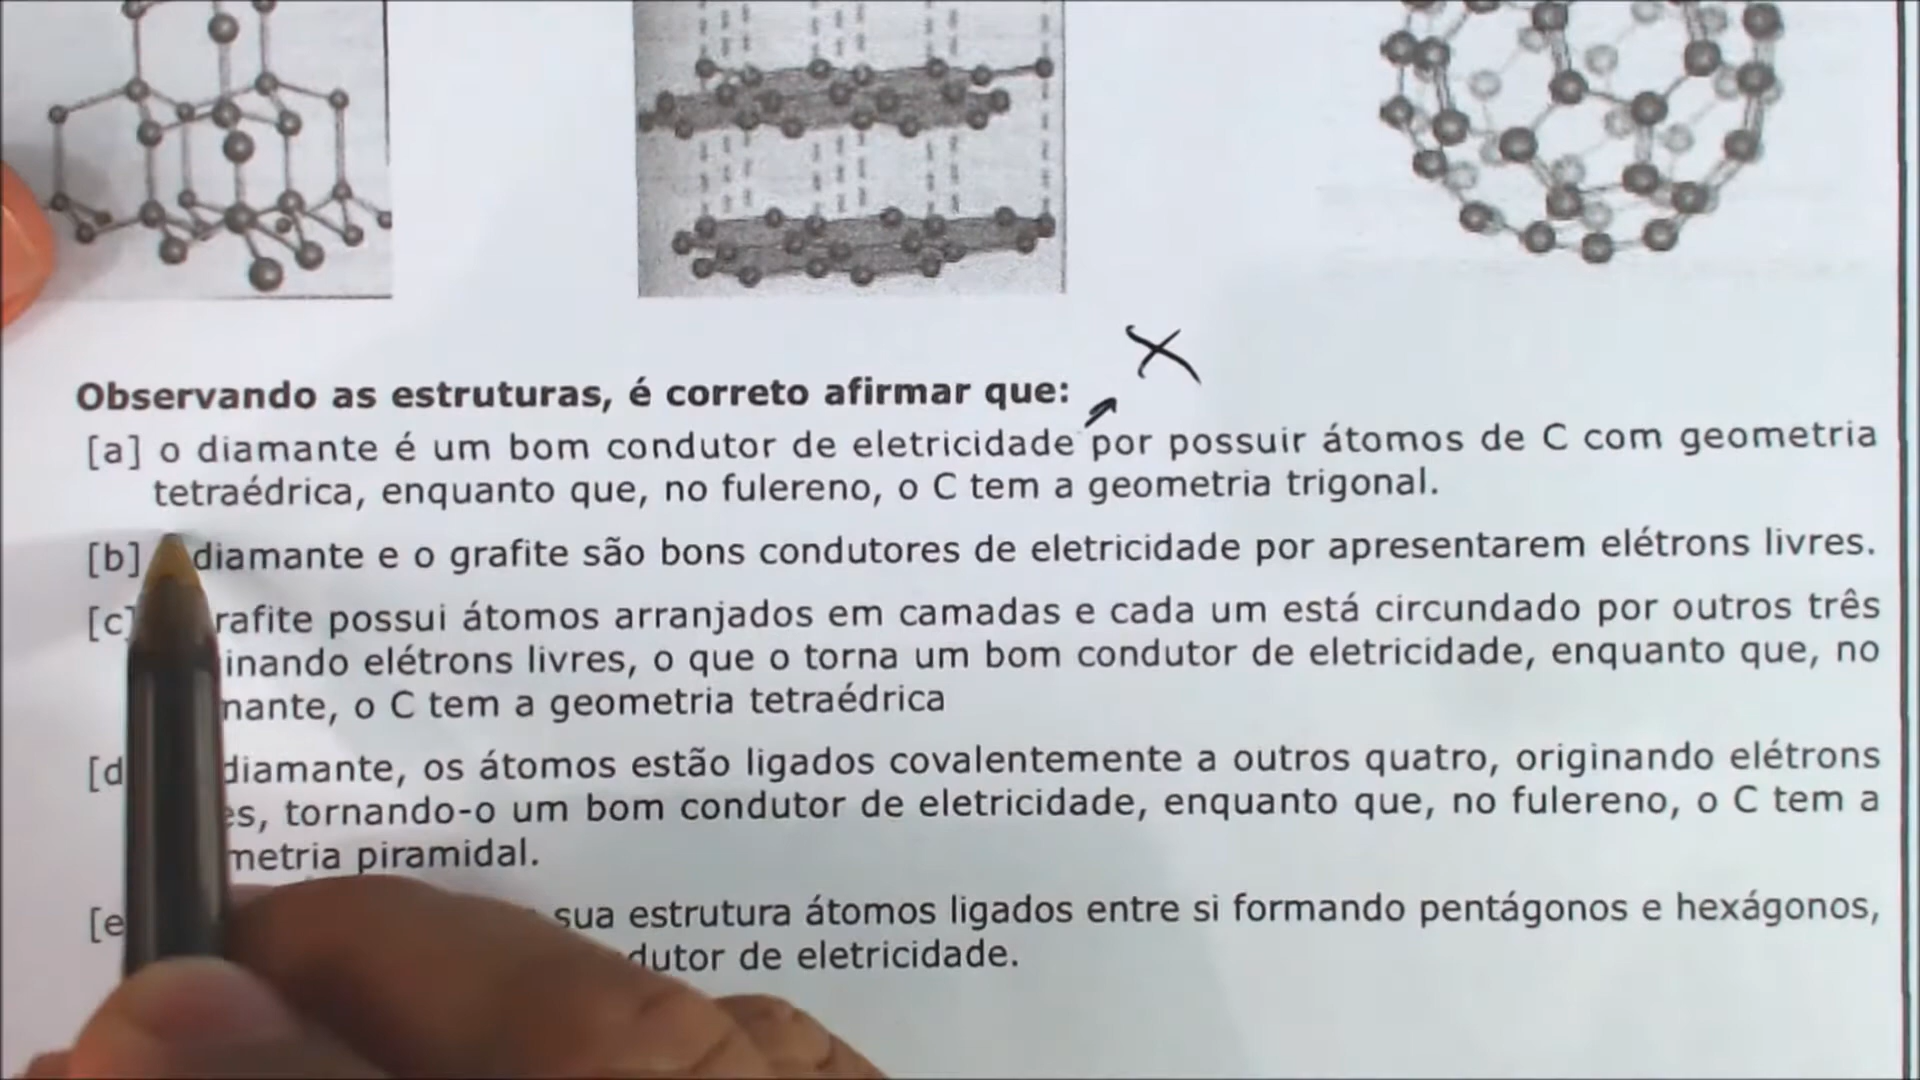 Observando as estruturas, é correto afirmar que:
[a] o diamante é um bom condutor de eletricidade por possuir átomos de C com geometria
tetraédrica, enquanto que, no fulereno, o C tem a geometria trigonal.
[b] diamante e o grafite são bons condutores de eletricidade por apresentarem elétrons livres.
[c] rafite possui átomos arranjados em camadas e cada um está circundado por outros três
inando elétrons livres, o que o torna um bom condutor de eletricidade, enquanto que, no
mante, o C tem a geometria tetraédrica
[d diamante, os átomos estão ligados covalentemente a outros quatro, originando elétrons
es, tornando-o um bom condutor de eletricidade, enquanto que, no fulereno, o C tem a
metria piramidal.
[e sua estrutura átomos ligados entre si formando pentágonos e hexágonos,
dutor de eletricidade.